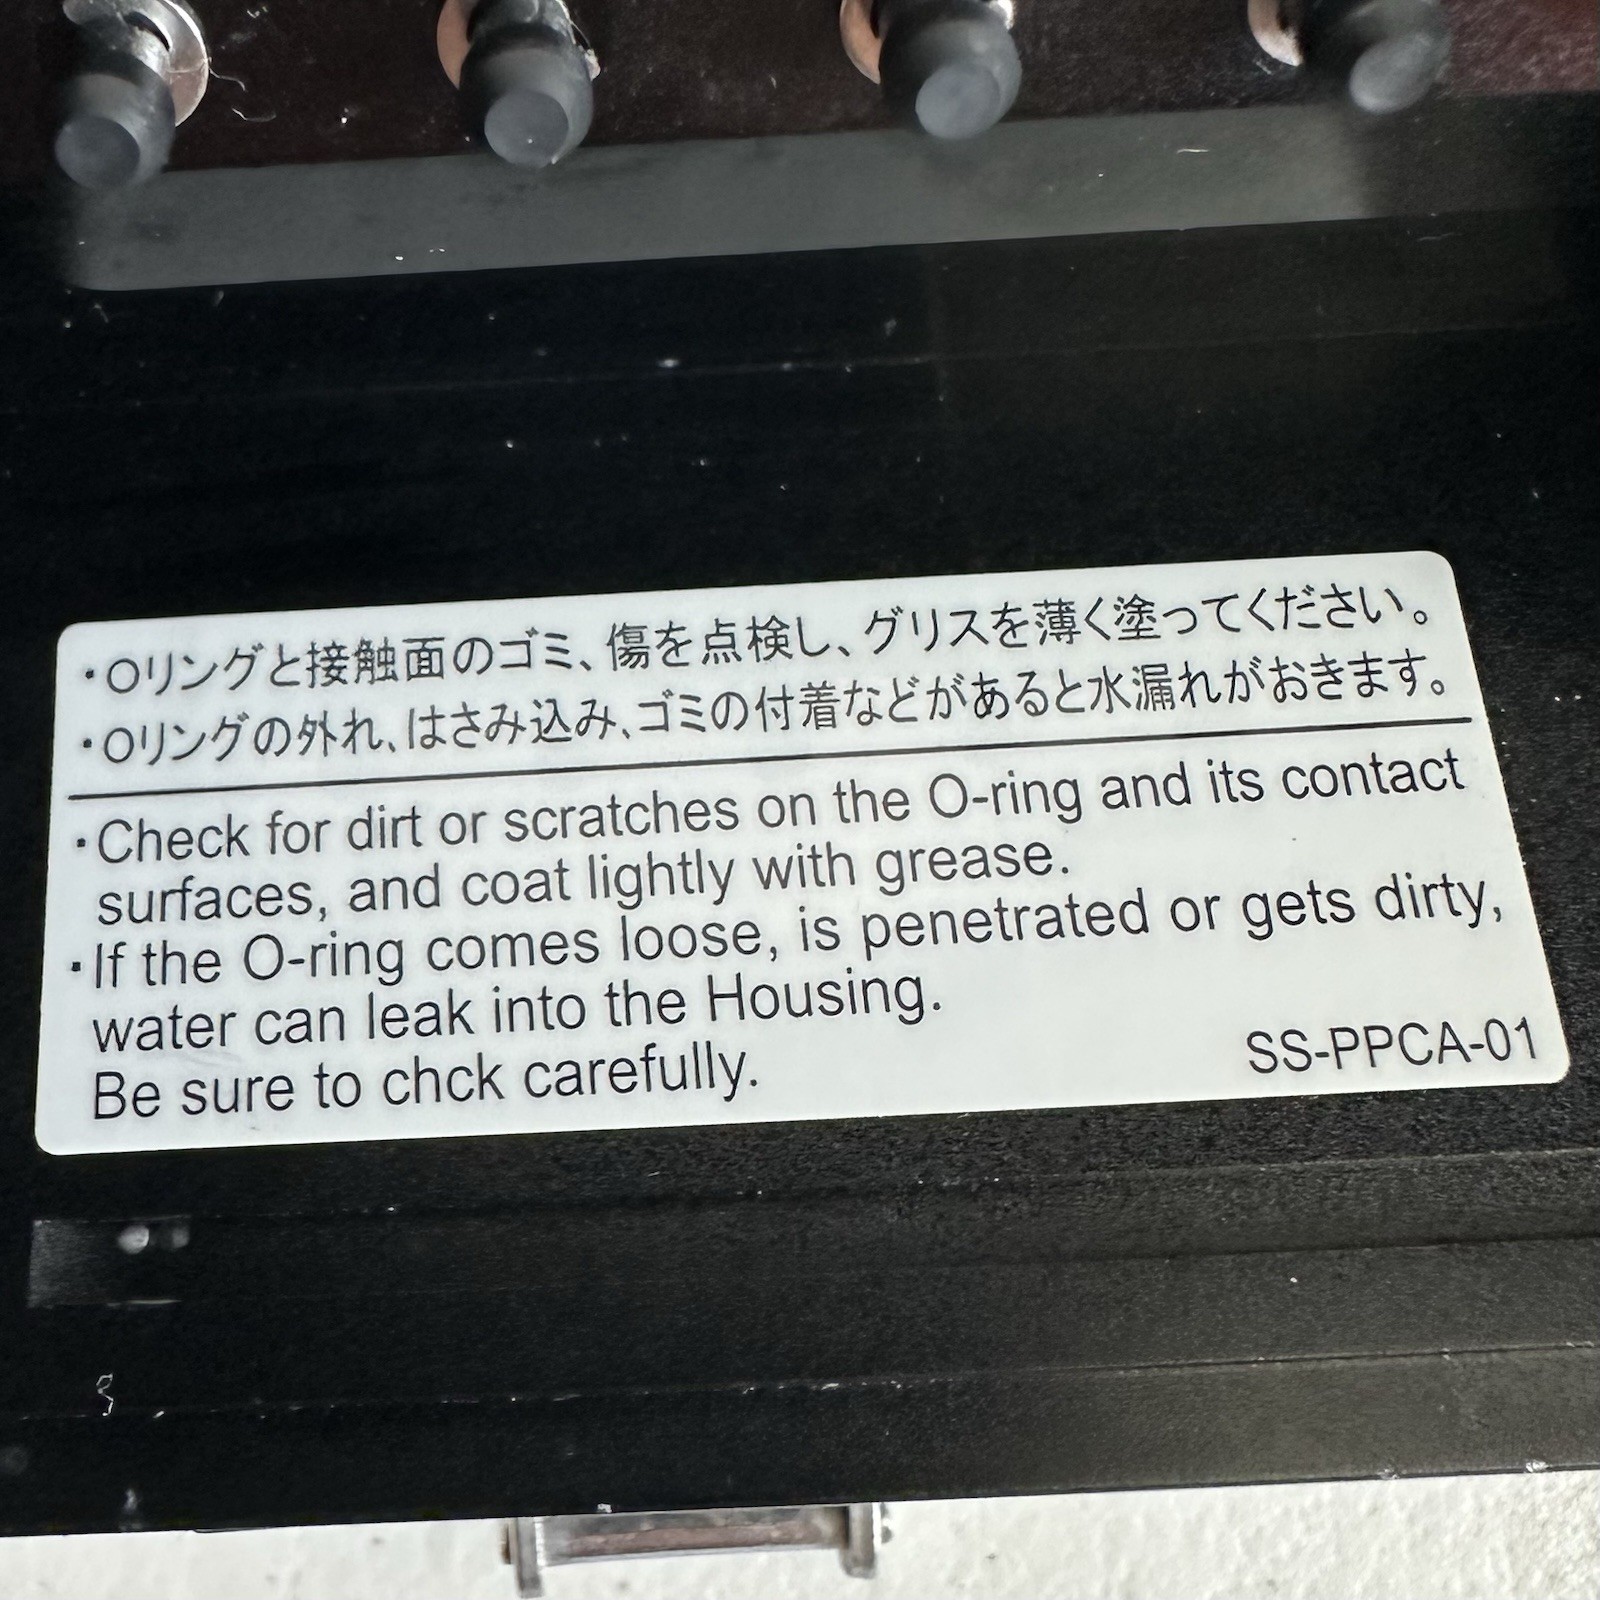 ・Oリングと接触面のゴミ、傷を点検し、グリスを薄く塗ってください。
・Oリングの外れ、はさみ込み、ゴミの付着などがあると水漏れがおきます。
・Check for dirt or scratches on the O-ring and its contact
surfaces, and coat lightly with grease.
・If the O-ring comes loose, is penetrated or gets dirty,
water can leak into the Housing.
Be sure to chck carefully.
SS-PPCA-01